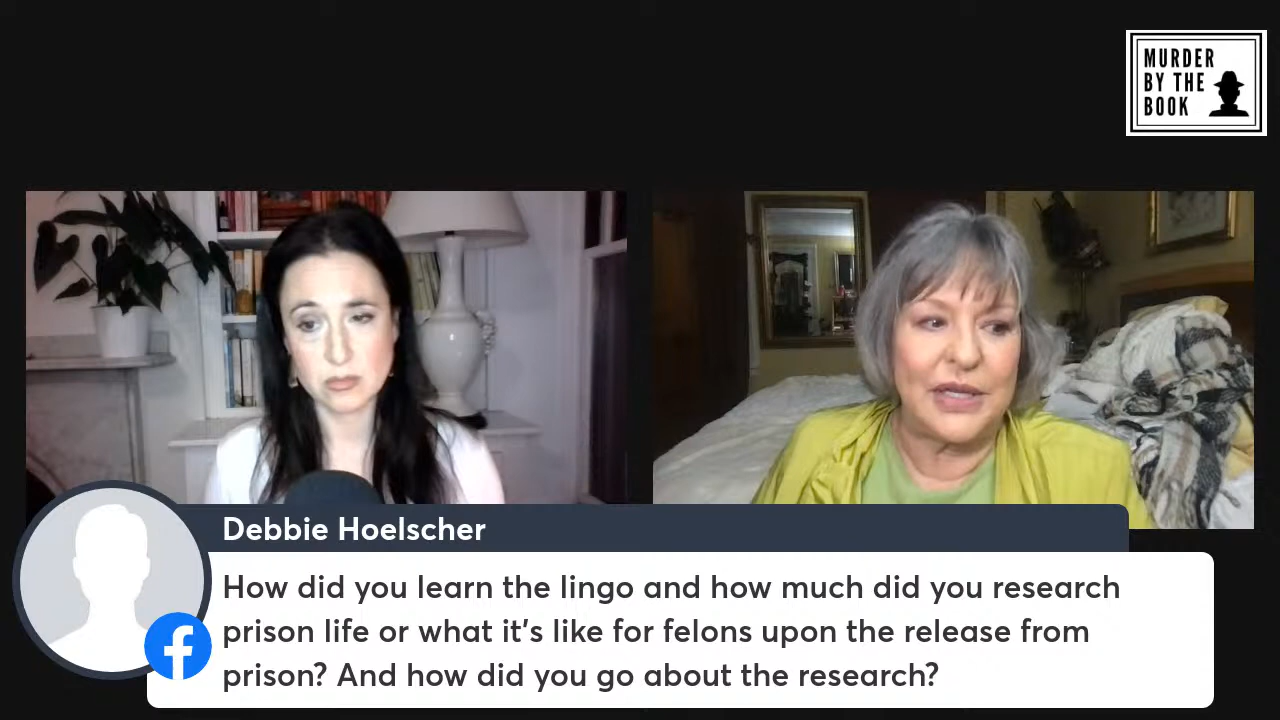 MURDER
BY THE
BOOK
Debbie Hoelscher
How did you learn the lingo and how much did you research
prison life or what it's like for felons upon the release from
prison? And how did you go about the research?